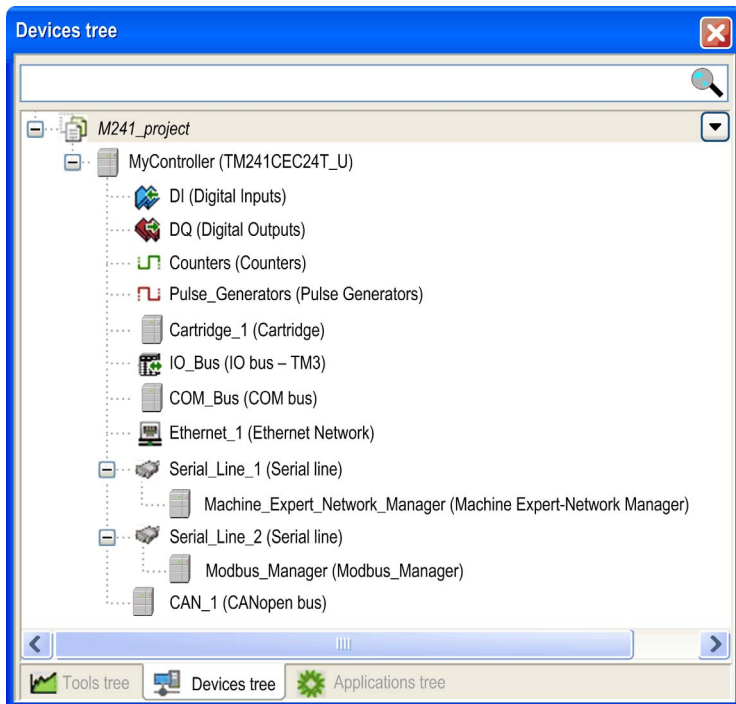 Devices tree
M241_project
MyController (TM241CEC24T_U)
DI (Digital Inputs)
DQ (Digital Outputs)
Counters (Counters)
Pulse_Generators (Pulse Generators)
Cartridge_1 (Cartridge)
IO_Bus (IO bus – TM3)
COM_Bus (COM bus)
Ethernet_1 (Ethernet Network)
Serial_Line_1 (Serial line)
Machine_Expert_Network_Manager (Machine Expert-Network Manager)
Serial_Line_2 (Serial line)
Modbus_Manager (Modbus_Manager)
CAN_1 (CANopen bus)
Tools tree Devices tree Applications tree